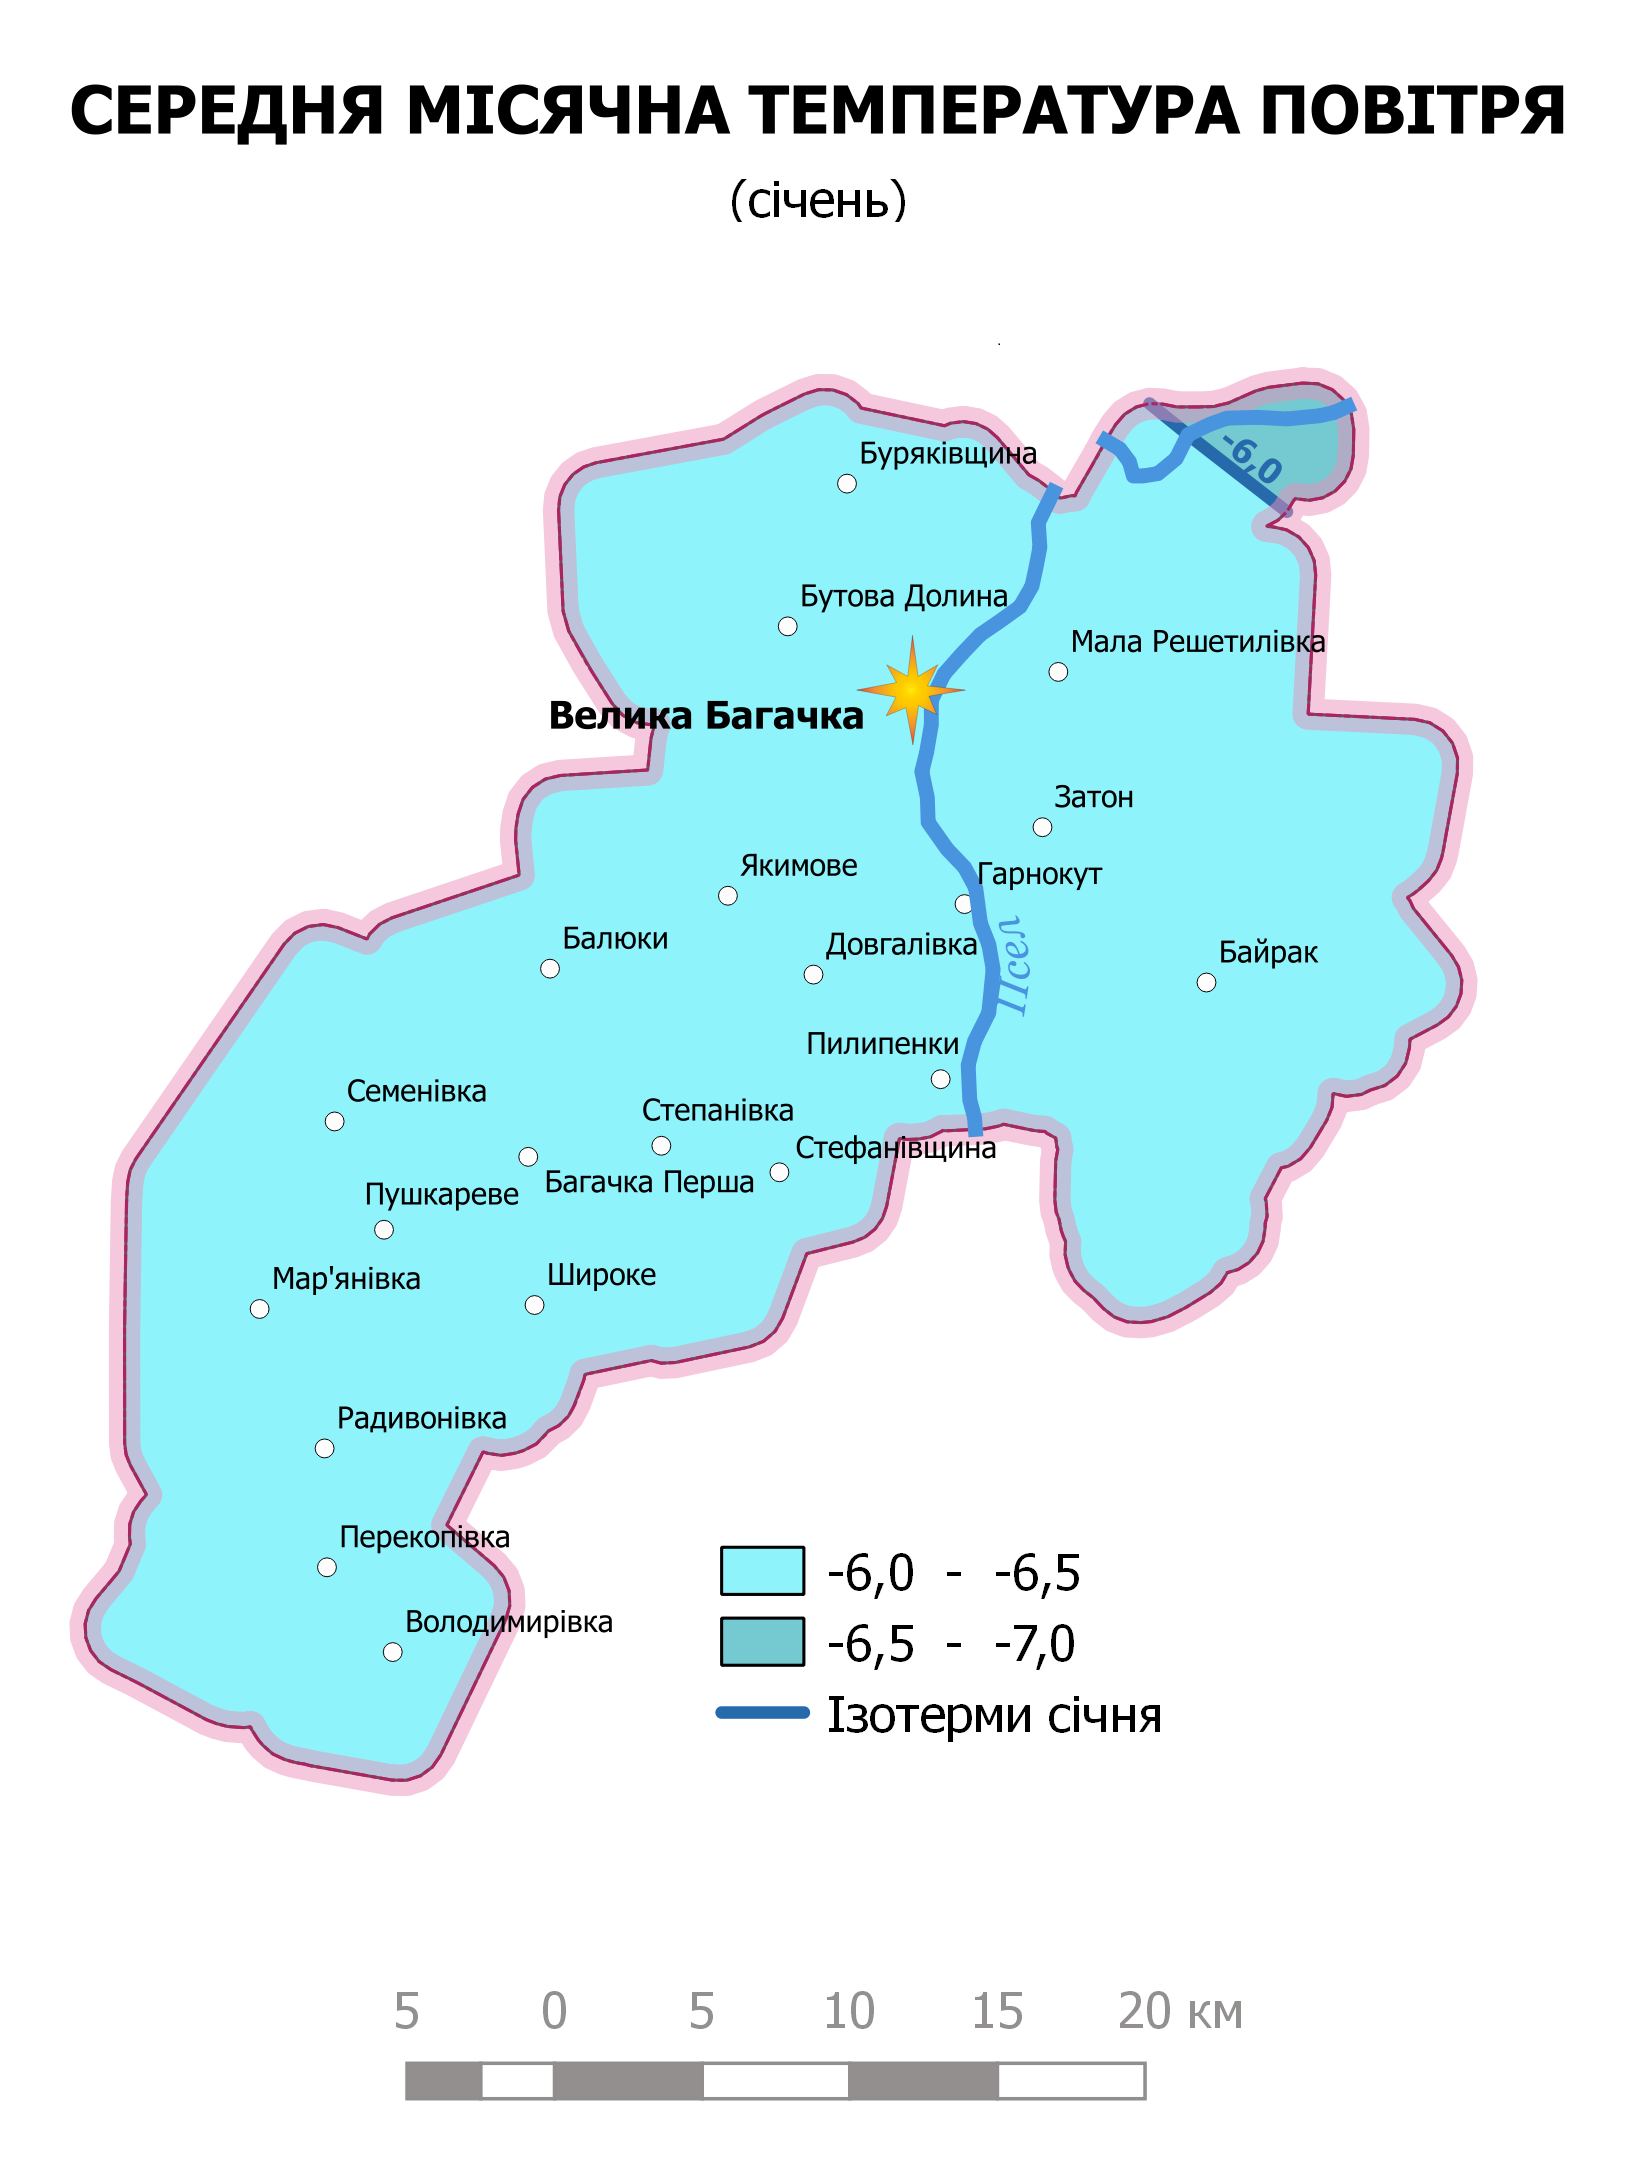 СЕРЕДНЯ МІСЯЧНА ТЕМПЕРАТУРА ПОВІТРЯ
(січень)
Буряківщина
-6,0
Бутова Долина
Мала Решетилівка
Велика Багачка
Затон
Якимове
Гарнокут
Балюки
Довгалівка
Псел
Байрак
Пилипенки
Семенівка
Степанівка
Стефанівщина
Багачка Перша
Пушкареве
Мар'янівка
Широке
Радивонівка
Перекопівка
Володимирівка
-6,0 - -6,5
-6,5 - -7,0
Ізотерми січня
5 0 5 10 15 20 км